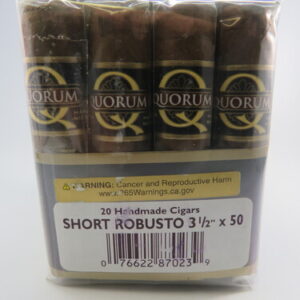 QUORUM QUORUM QUORUM QUORUM
Q Q Q Q
WARNING: Cancer and Reproductive Harm
www.P65Warnings.ca.gov
20 Handmade Cigars
SHORT ROBUSTO 3 1/2" x 50
0 76622 87023 9